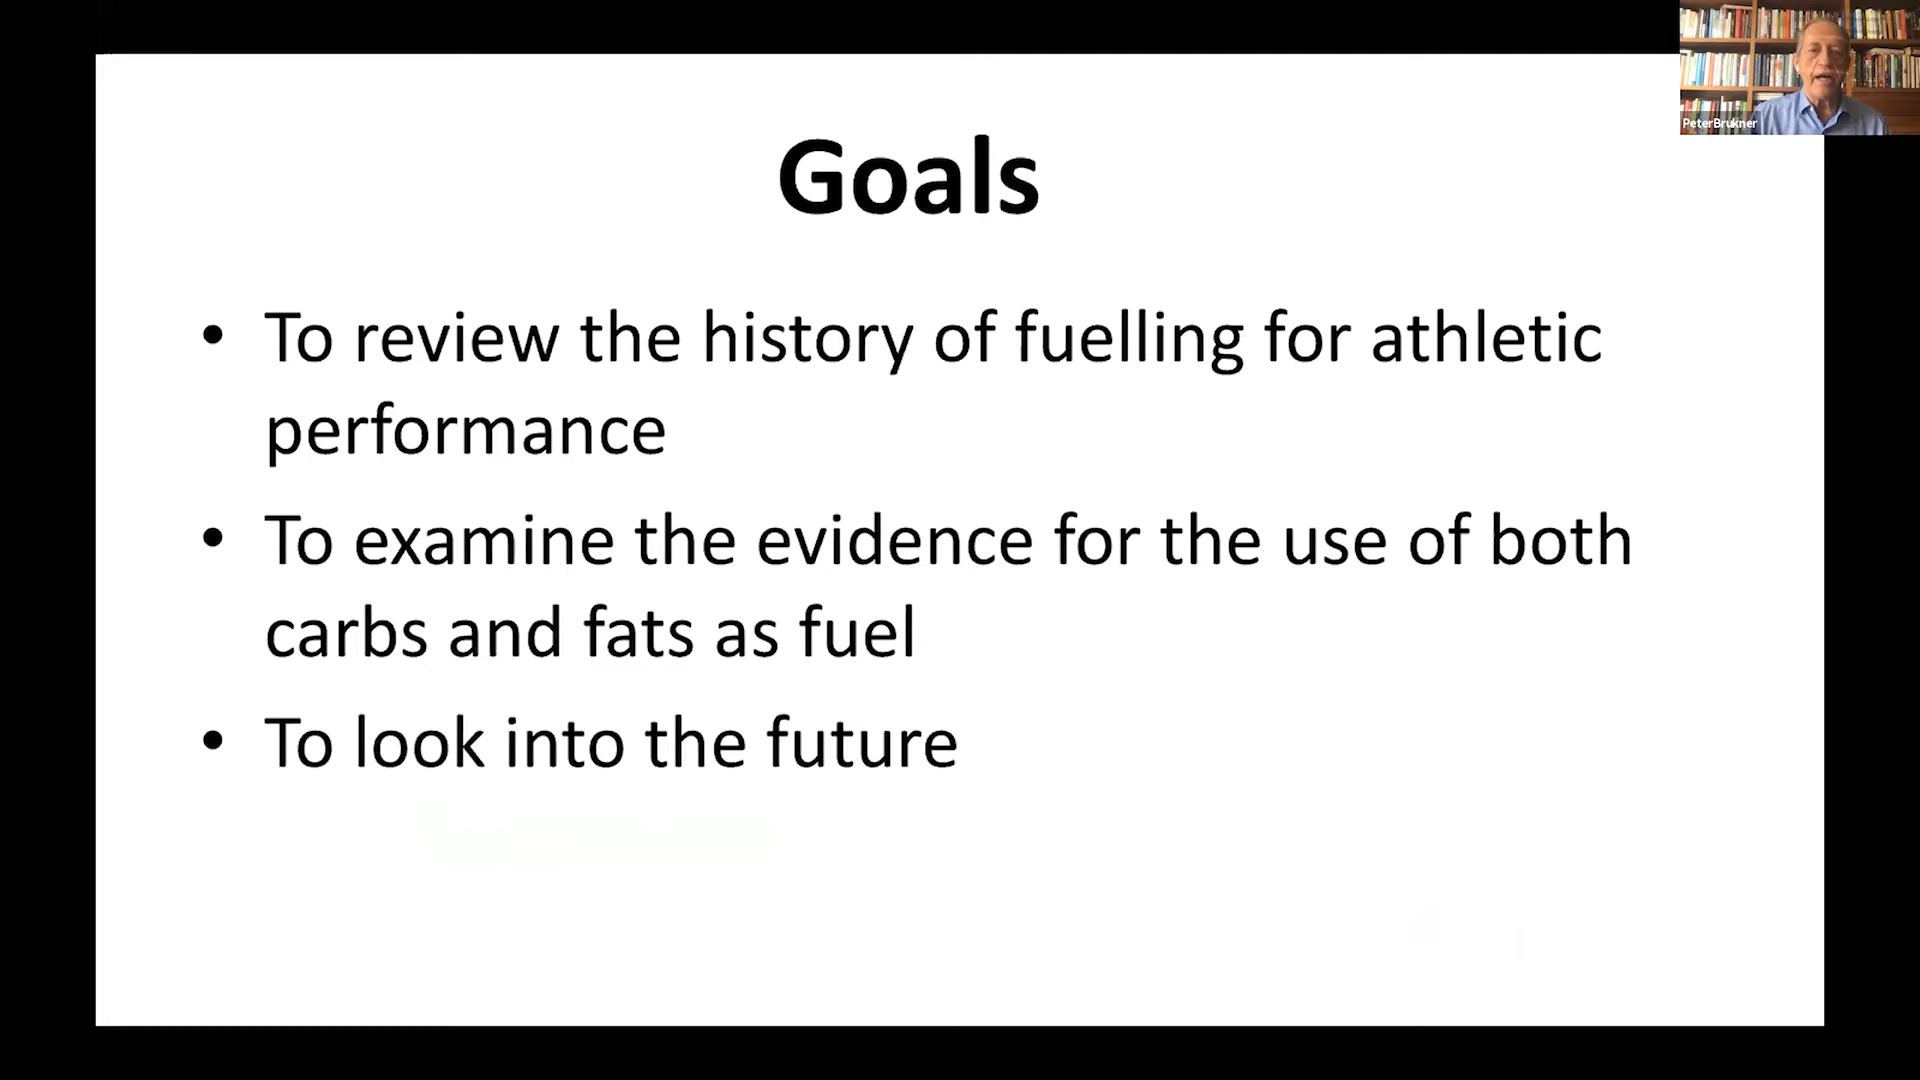 PeterBrukner
Goals
• To review the history of fuelling for athletic
performance
• To examine the evidence for the use of both
carbs and fats as fuel
• To look into the future